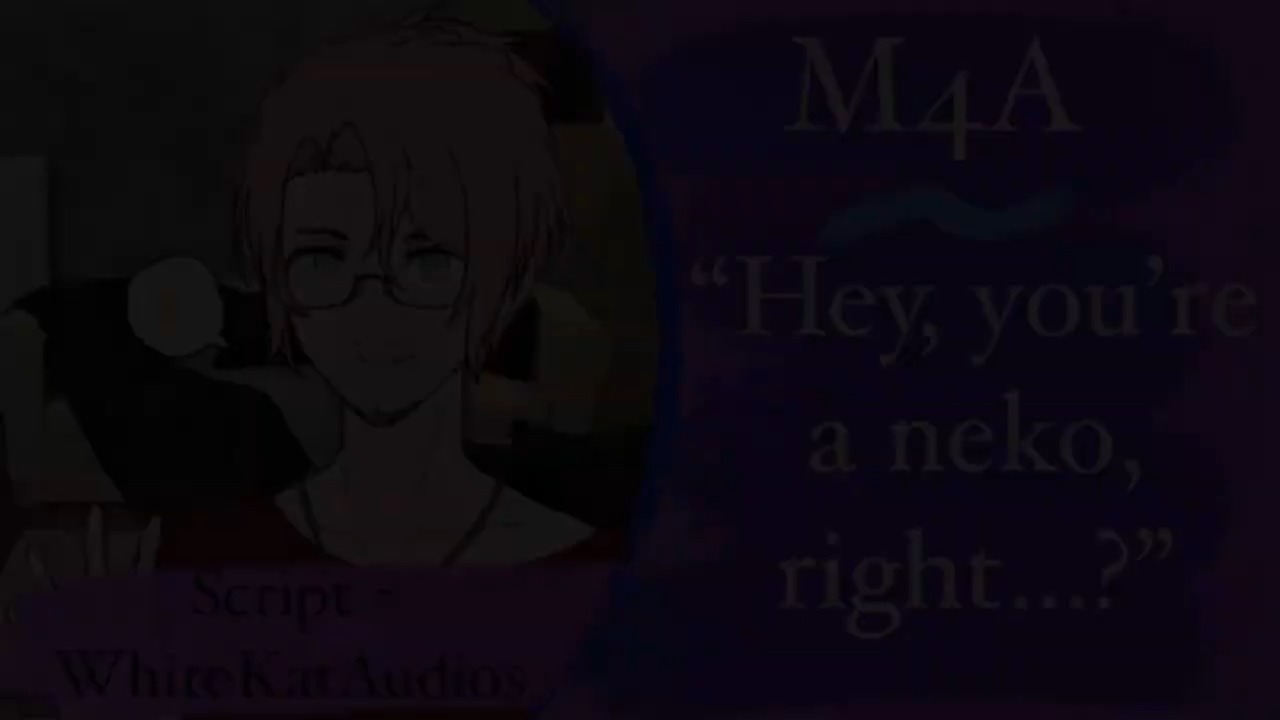 M4A
“Hey, you’re
a neko,
right...?”
Script -
WhiteKatAudios